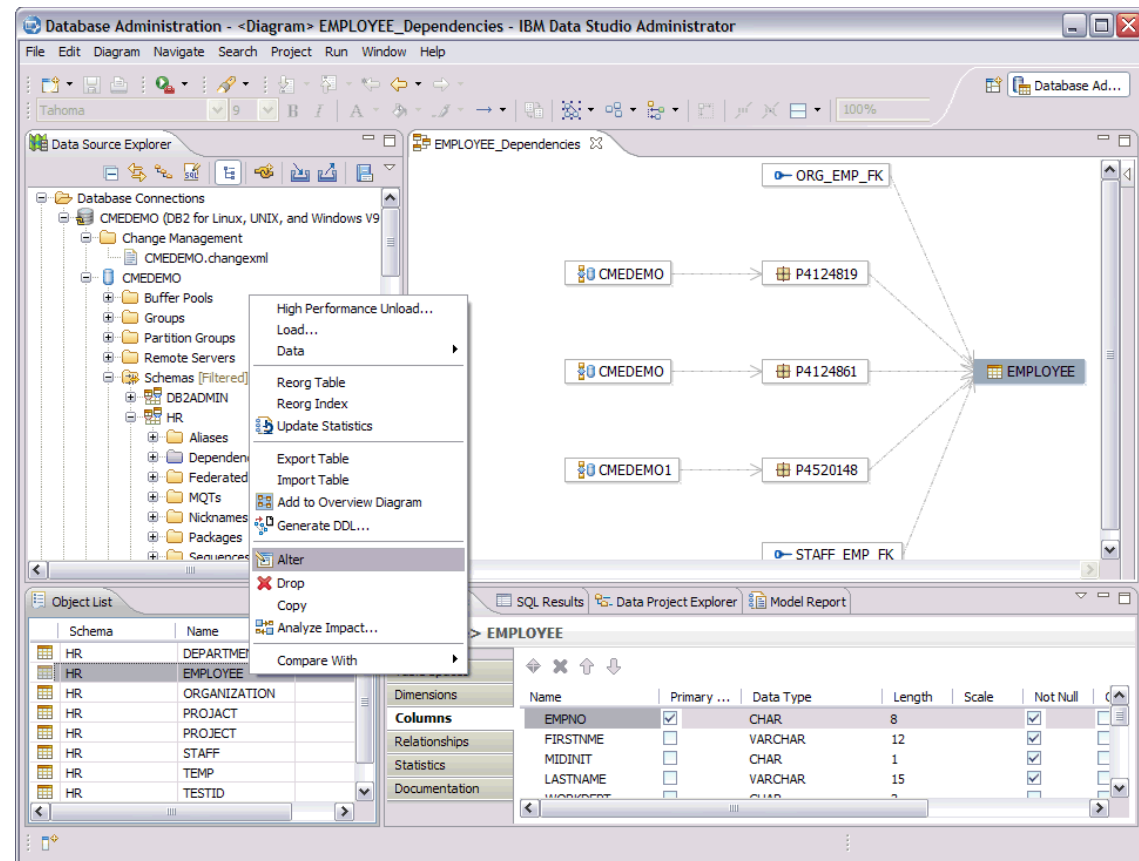 Database Administration - <Diagram> EMPLOYEE_Dependencies - IBM Data Studio Administrator
File Edit Diagram Navigate Search Project Run Window Help
Database Ad...
Tahoma 9 B I A 100%
Data Source Explorer
EMPLOYEE_Dependencies
Database Connections
CMEDEMO (DB2 for Linux, UNIX, and Windows V9
Change Management
CMEDEMO.changexml
CMEDEMO
Buffer Pools
Groups
Partition Groups
Remote Servers
Schemas [Filtered]
DB2ADMIN
HR
Aliases
Dependen
Federated
MQTs
Nicknames
Packages
Sequences
High Performance Unload...
Load...
Data
Reorg Table
Reorg Index
Update Statistics
Export Table
Import Table
Add to Overview Diagram
Generate DDL...
Alter
Drop
Copy
Analyze Impact...
Compare With
ORG_EMP_FK
CMEDEMO P4124819
CMEDEMO P4124861
EMPLOYEE
CMEDEMO1 P4520148
STAFF_EMP_FK
Object List
Schema Name
HR DEPARTMEN
HR EMPLOYEE
HR ORGANIZATION
HR PROJACT
HR PROJECT
HR STAFF
HR TEMP
HR TESTID
SQL Results Data Project Explorer Model Report
> EMPLOYEE
Dimensions
Columns
Relationships
Statistics
Documentation
Name Primary ... Data Type Length Scale Not Null
EMPNO CHAR 8
FIRSTNME VARCHAR 12
MIDINIT CHAR 1
LASTNAME VARCHAR 15